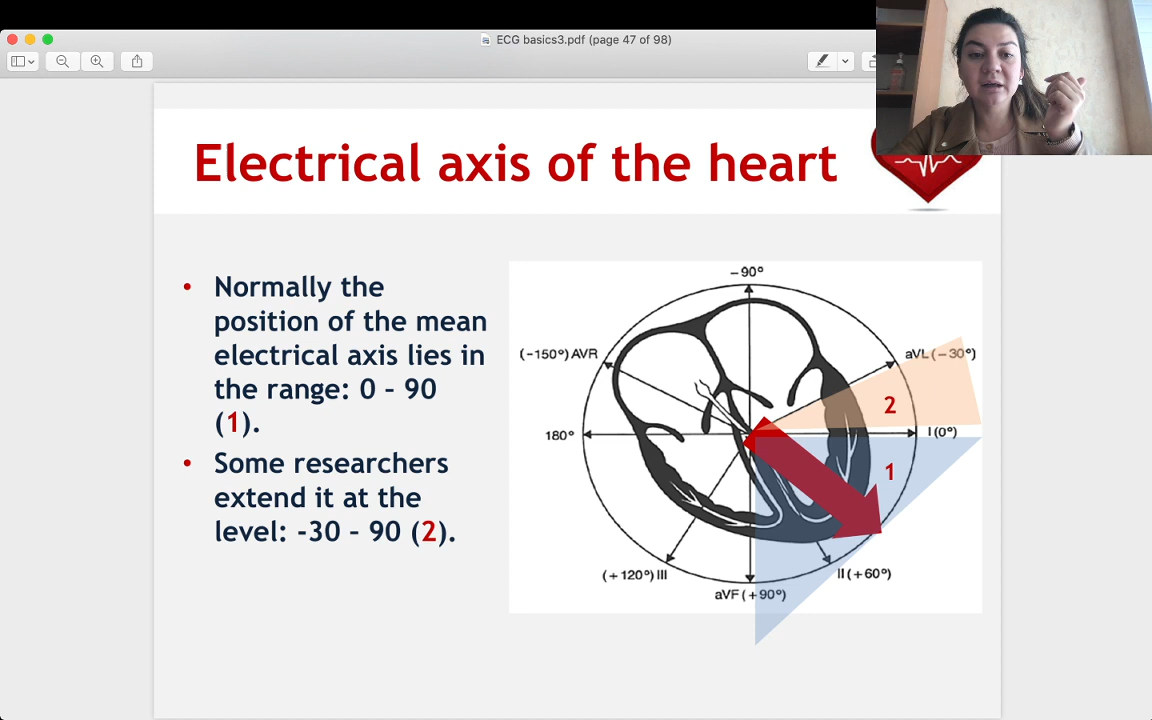 ECG basics3.pdf (page 47 of 98)
Electrical axis of the heart
• Normally the
position of the mean
electrical axis lies in
the range: 0 – 90
(1).
• Some researchers
extend it at the
level: -30 – 90 (2).
–90°
(–150°) AVR
aVL (–30°)
2
180°
I (0°)
1
(+120°) III
II (+60°)
aVF (+90°)